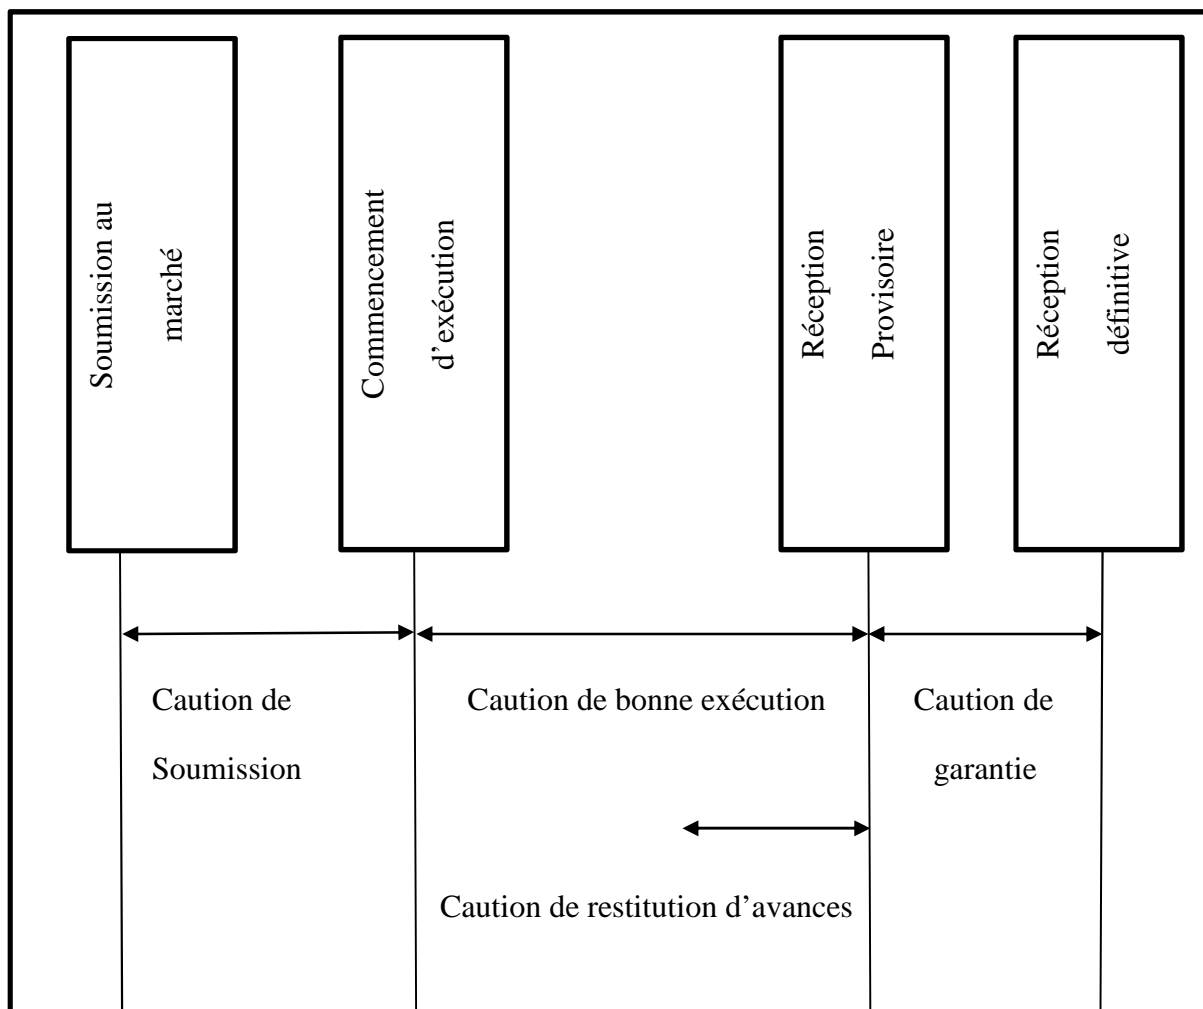 Soumission au
marché
Commencement
d’exécution
Réception
Provisoire
Réception
définitive
Caution de
Soumission
Caution de bonne exécution
Caution de
garantie
Caution de restitution d’avances